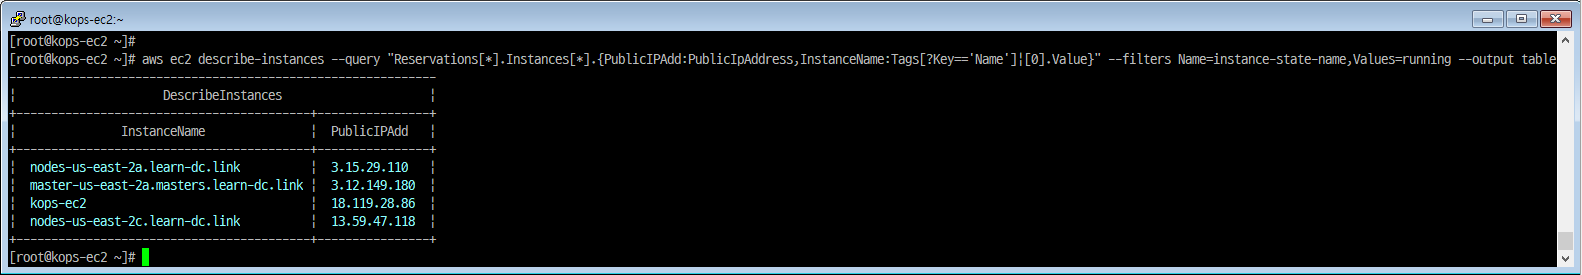 root@kops-ec2:~
[root@kops-ec2 ~]#
[root@kops-ec2 ~]# aws ec2 describe-instances --query "Reservations[*].Instances[*].{PublicIPAdd:PublicIpAddress,InstanceName:Tags[?Key=='Name']|[0].Value}" --filters Name=instance-state-name,Values=running --output table
-------------------------------------------------------------
|                     DescribeInstances                     |
+------------------------------------------+----------------+
|               InstanceName               |  PublicIPAdd   |
+------------------------------------------+----------------+
|  nodes-us-east-2a.learn-dc.link          |  3.15.29.110   |
|  master-us-east-2a.masters.learn-dc.link |  3.12.149.180  |
|  kops-ec2                                |  18.119.28.86  |
|  nodes-us-east-2c.learn-dc.link          |  13.59.47.118  |
+------------------------------------------+----------------+
[root@kops-ec2 ~]#